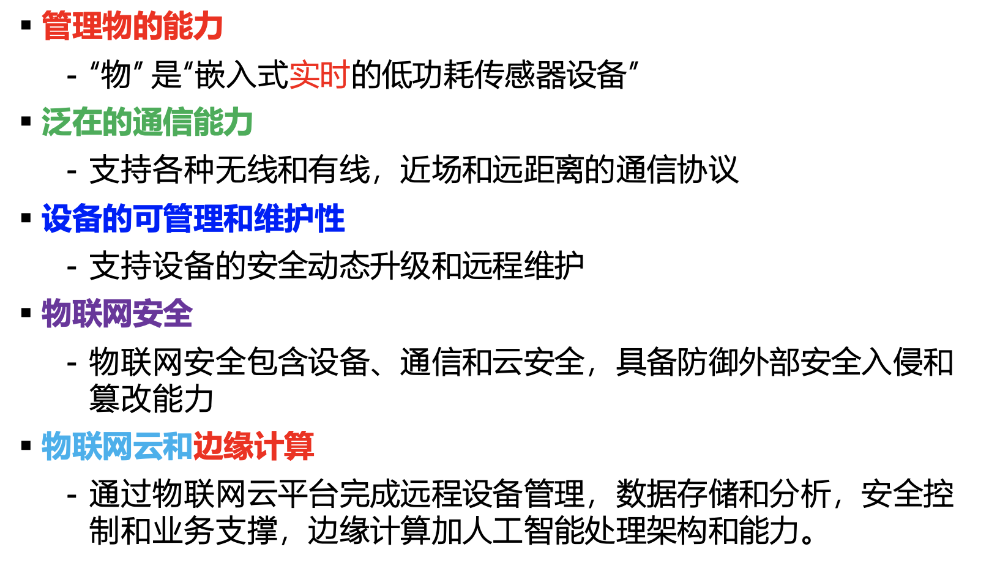 ▪ 管理物的能力
- “物” 是“嵌入式实时的低功耗传感器设备”
▪ 泛在的通信能力
- 支持各种无线和有线，近场和远距离的通信协议
▪ 设备的可管理和维护性
- 支持设备的安全动态升级和远程维护
▪ 物联网安全
- 物联网安全包含设备、通信和云安全，具备防御外部安全入侵和
篡改能力
▪ 物联网云和边缘计算
- 通过物联网云平台完成远程设备管理，数据存储和分析，安全控
制和业务支撑，边缘计算加人工智能处理架构和能力。